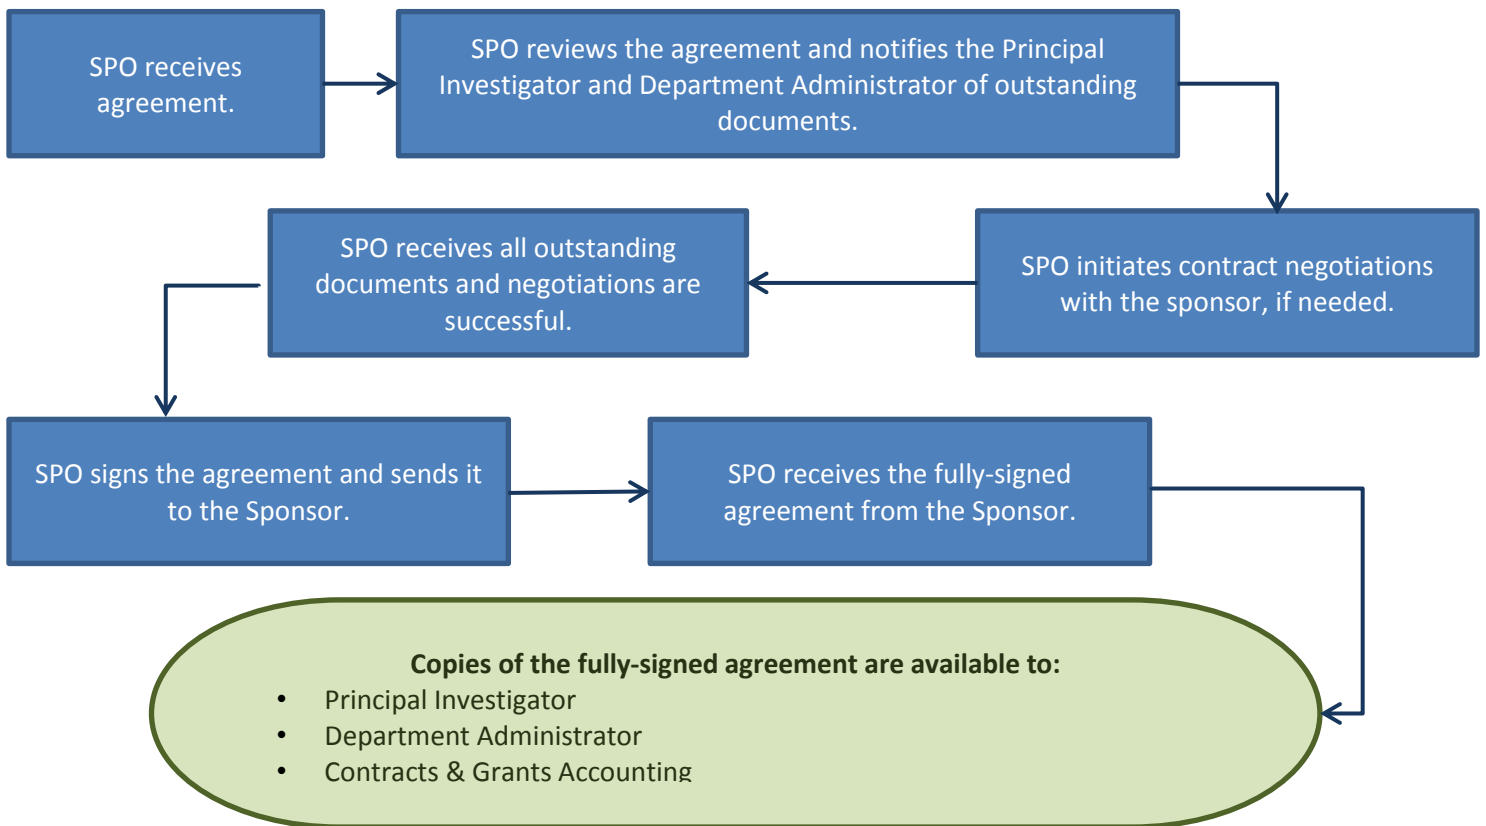 SPO receives
agreement.
SPO reviews the agreement and notifies the Principal
Investigator and Department Administrator of outstanding
documents.
SPO initiates contract negotiations
with the sponsor, if needed.
SPO receives all outstanding
documents and negotiations are
successful.
SPO signs the agreement and sends it
to the Sponsor.
SPO receives the fully-signed
agreement from the Sponsor.
Copies of the fully-signed agreement are available to:
• Principal Investigator
• Department Administrator
• Contracts & Grants Accounting